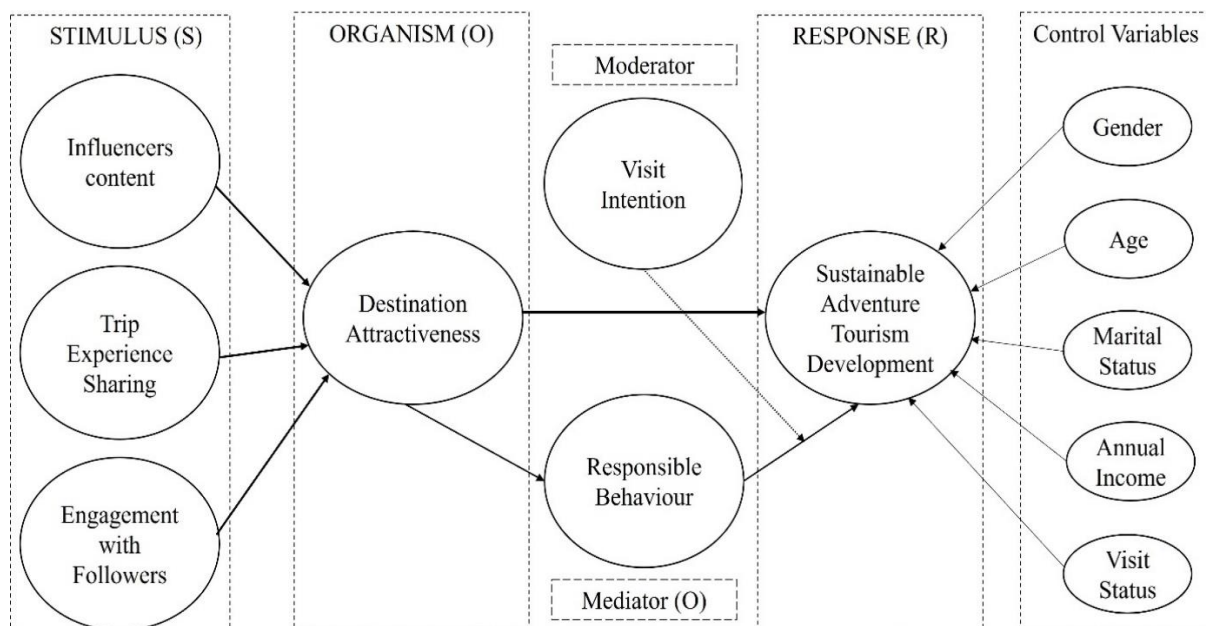 STIMULUS (S)
Influencers
content
Trip
Experience
Sharing
Engagement
with
Followers
ORGANISM (O)
Destination
Attractiveness
Moderator
Visit
Intention
Responsible
Behaviour
Mediator (O)
RESPONSE (R)
Sustainable
Adventure
Tourism
Development
Control Variables
Gender
Age
Marital
Status
Annual
Income
Visit
Status